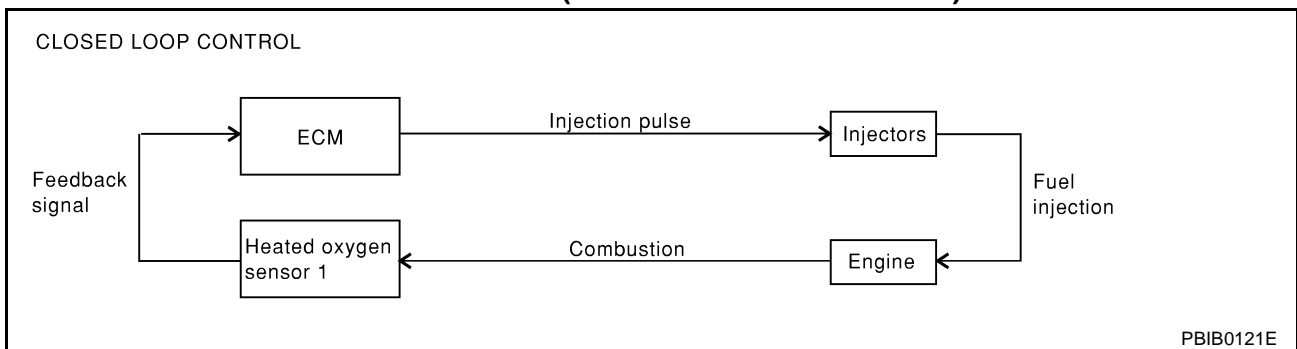 CLOSED LOOP CONTROL
ECM
Injection pulse
Injectors
Feedback
signal
Fuel
injection
Heated oxygen
sensor 1
Combustion
Engine
PBIB0121E